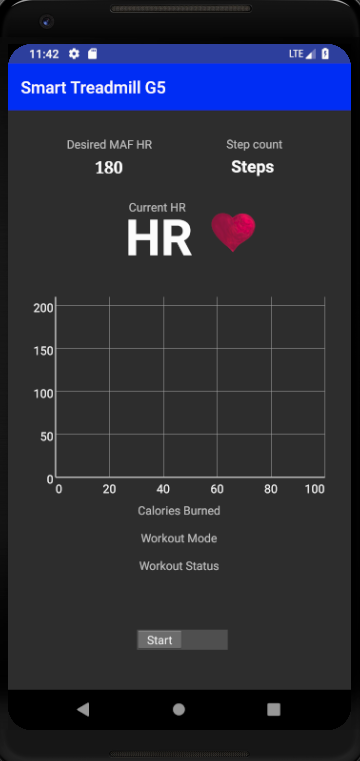 11:42 LTE
Smart Treadmill G5
Desired MAF HR Step count
180 Steps
Current HR
HR
200
150
100
50
0
0 20 40 60 80 100
Calories Burned
Workout Mode
Workout Status
Start